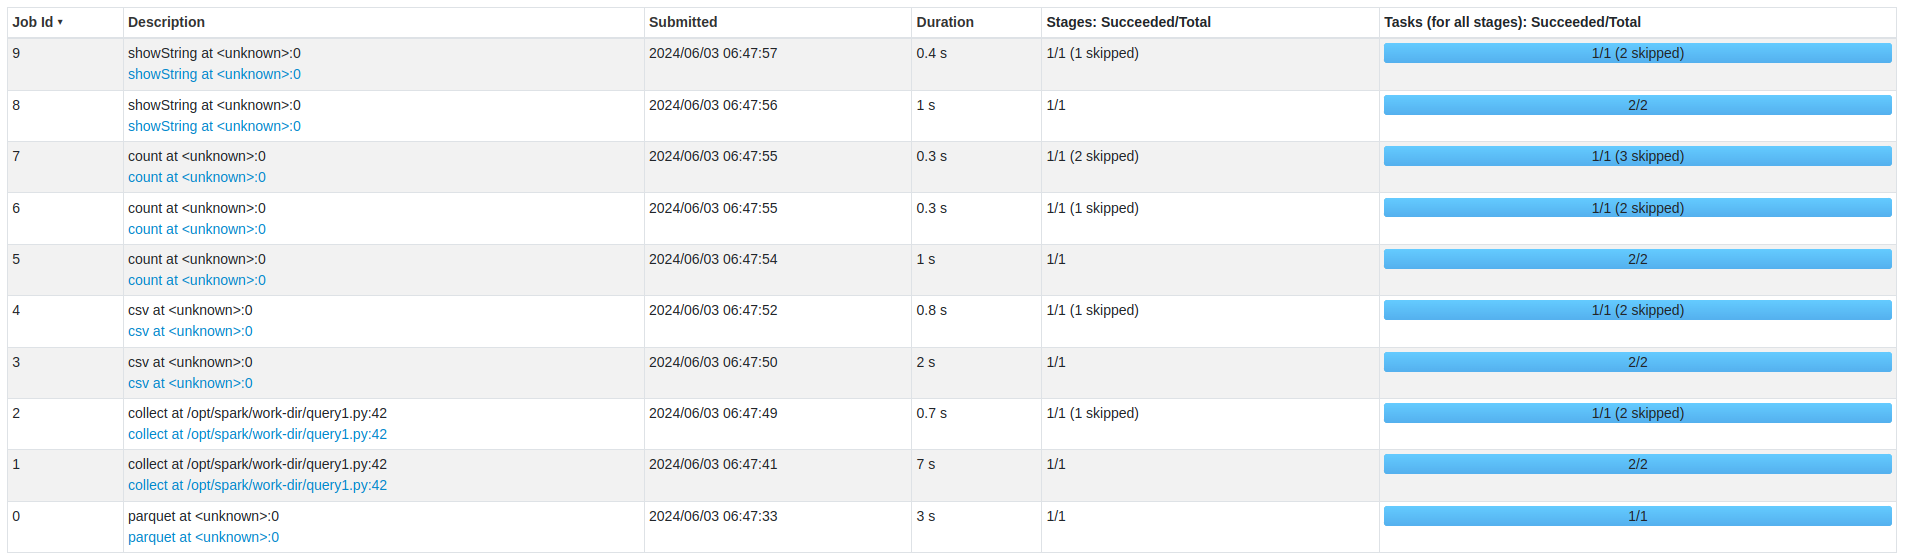 Job Id ▾ Description Submitted Duration Stages: Succeeded/Total Tasks (for all stages): Succeeded/Total
9 showString at <unknown>:0 2024/06/03 06:47:57 0.4 s 1/1 (1 skipped) 1/1 (2 skipped)
showString at <unknown>:0
8 showString at <unknown>:0 2024/06/03 06:47:56 1 s 1/1 2/2
showString at <unknown>:0
7 count at <unknown>:0 2024/06/03 06:47:55 0.3 s 1/1 (2 skipped) 1/1 (3 skipped)
count at <unknown>:0
6 count at <unknown>:0 2024/06/03 06:47:55 0.3 s 1/1 (1 skipped) 1/1 (2 skipped)
count at <unknown>:0
5 count at <unknown>:0 2024/06/03 06:47:54 1 s 1/1 2/2
count at <unknown>:0
4 csv at <unknown>:0 2024/06/03 06:47:52 0.8 s 1/1 (1 skipped) 1/1 (2 skipped)
csv at <unknown>:0
3 csv at <unknown>:0 2024/06/03 06:47:50 2 s 1/1 2/2
csv at <unknown>:0
2 collect at /opt/spark/work-dir/query1.py:42 2024/06/03 06:47:49 0.7 s 1/1 (1 skipped) 1/1 (2 skipped)
collect at /opt/spark/work-dir/query1.py:42
1 collect at /opt/spark/work-dir/query1.py:42 2024/06/03 06:47:41 7 s 1/1 2/2
collect at /opt/spark/work-dir/query1.py:42
0 parquet at <unknown>:0 2024/06/03 06:47:33 3 s 1/1 1/1
parquet at <unknown>:0